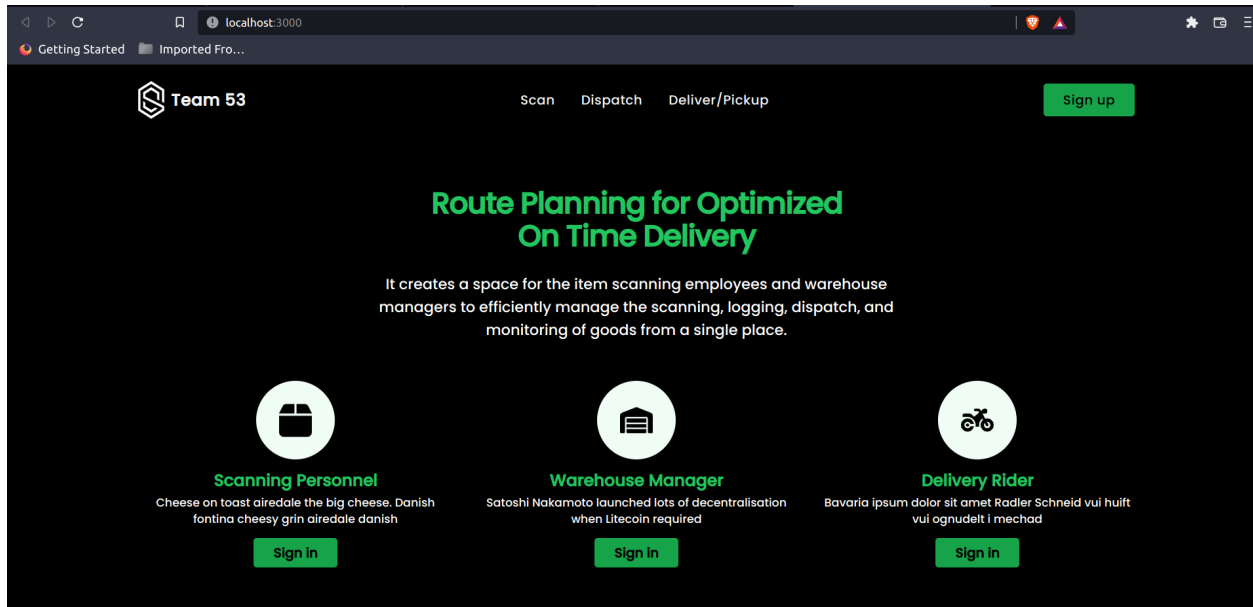 localhost:3000
Getting Started Imported Fro...
Team 53 Scan Dispatch Deliver/Pickup Sign up
Route Planning for Optimized
On Time Delivery
It creates a space for the item scanning employees and warehouse
managers to efficiently manage the scanning, logging, dispatch, and
monitoring of goods from a single place.
Scanning Personnel
Cheese on toast airedale the big cheese. Danish
fontina cheesy grin airedale danish
Sign in
Warehouse Manager
Satoshi Nakamoto launched lots of decentralisation
when Litecoin required
Sign in
Delivery Rider
Bavaria ipsum dolor sit amet Radler Schneid vui huift
vui ognudelt i mechad
Sign in